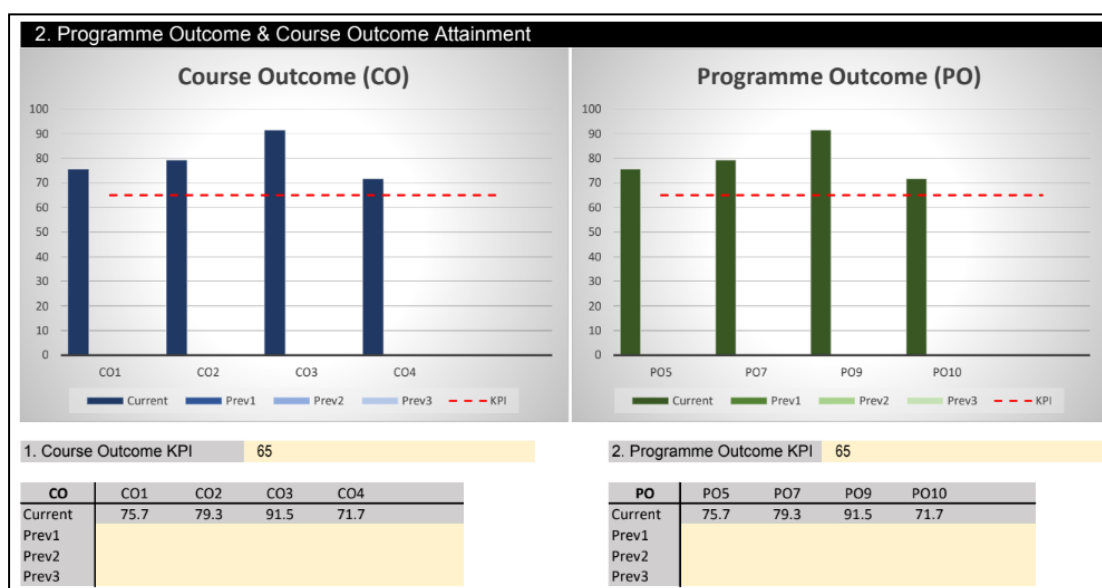 2. Programme Outcome & Course Outcome Attainment
Course Outcome (CO)
100
90
80
70
60
50
40
30
20
10
0
CO1 CO2 CO3 CO4
Current Prev1 Prev2 Prev3 KPI
Programme Outcome (PO)
100
90
80
70
60
50
40
30
20
10
0
PO5 PO7 PO9 PO10
Current Prev1 Prev2 Prev3 KPI
1. Course Outcome KPI 65
2. Programme Outcome KPI 65
CO CO1 CO2 CO3 CO4
Current 75.7 79.3 91.5 71.7
Prev1
Prev2
Prev3
PO PO5 PO7 PO9 PO10
Current 75.7 79.3 91.5 71.7
Prev1
Prev2
Prev3